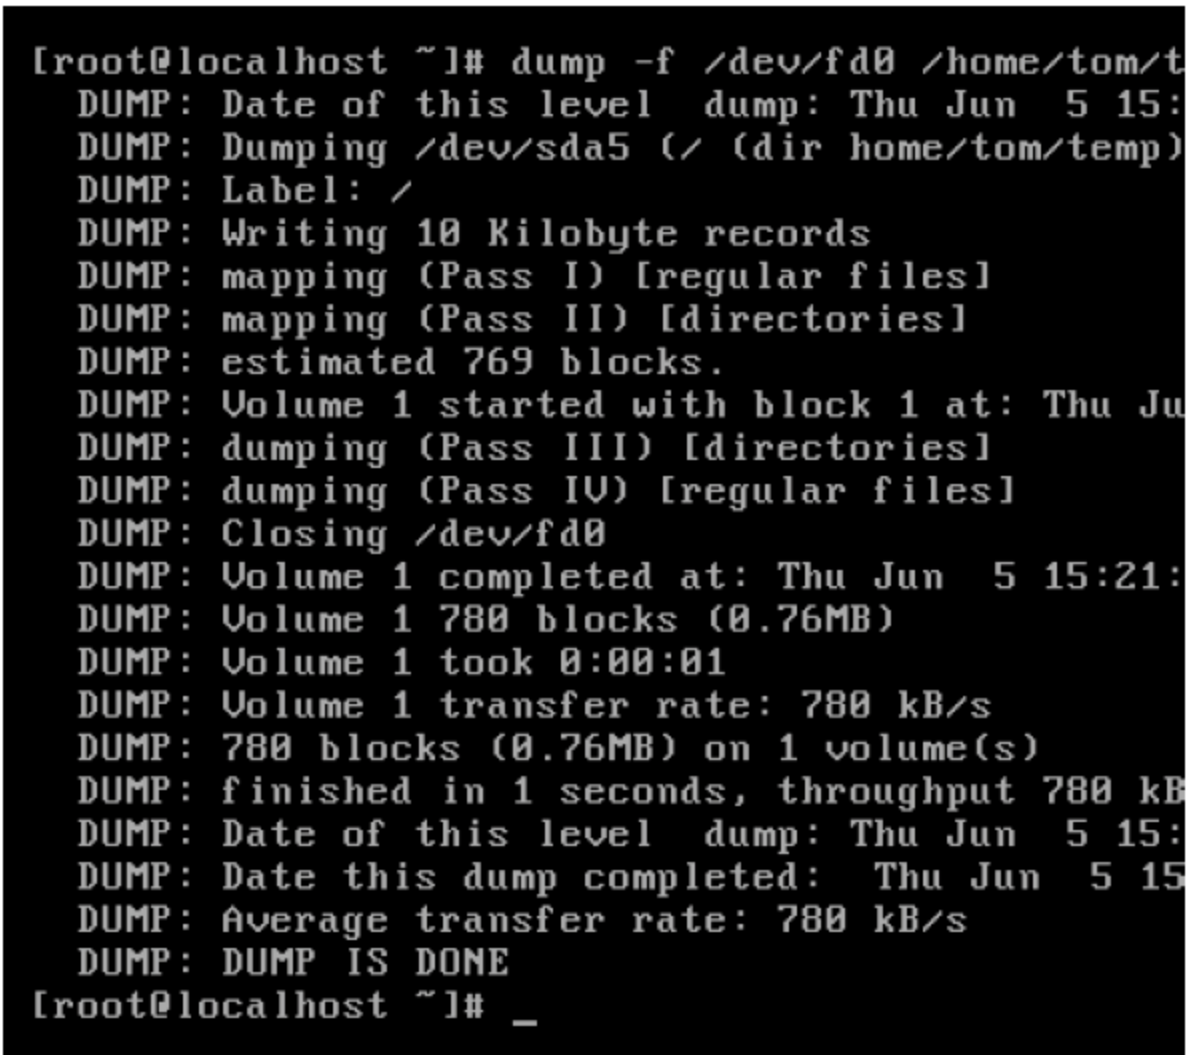 [root@localhost ~]# dump -f /dev/fd0 /home/tom/t
DUMP: Date of this level  dump: Thu Jun  5 15:
DUMP: Dumping /dev/sda5 (/ (dir home/tom/temp)
DUMP: Label: /
DUMP: Writing 10 Kilobyte records
DUMP: mapping (Pass I) [regular files]
DUMP: mapping (Pass II) [directories]
DUMP: estimated 769 blocks.
DUMP: Volume 1 started with block 1 at: Thu Ju
DUMP: dumping (Pass III) [directories]
DUMP: dumping (Pass IV) [regular files]
DUMP: Closing /dev/fd0
DUMP: Volume 1 completed at: Thu Jun  5 15:21:
DUMP: Volume 1 780 blocks (0.76MB)
DUMP: Volume 1 took 0:00:01
DUMP: Volume 1 transfer rate: 780 kB/s
DUMP: 780 blocks (0.76MB) on 1 volume(s)
DUMP: finished in 1 seconds, throughput 780 kB
DUMP: Date of this level  dump: Thu Jun  5 15:
DUMP: Date this dump completed:  Thu Jun  5 15
DUMP: Average transfer rate: 780 kB/s
DUMP: DUMP IS DONE
[root@localhost ~]# _